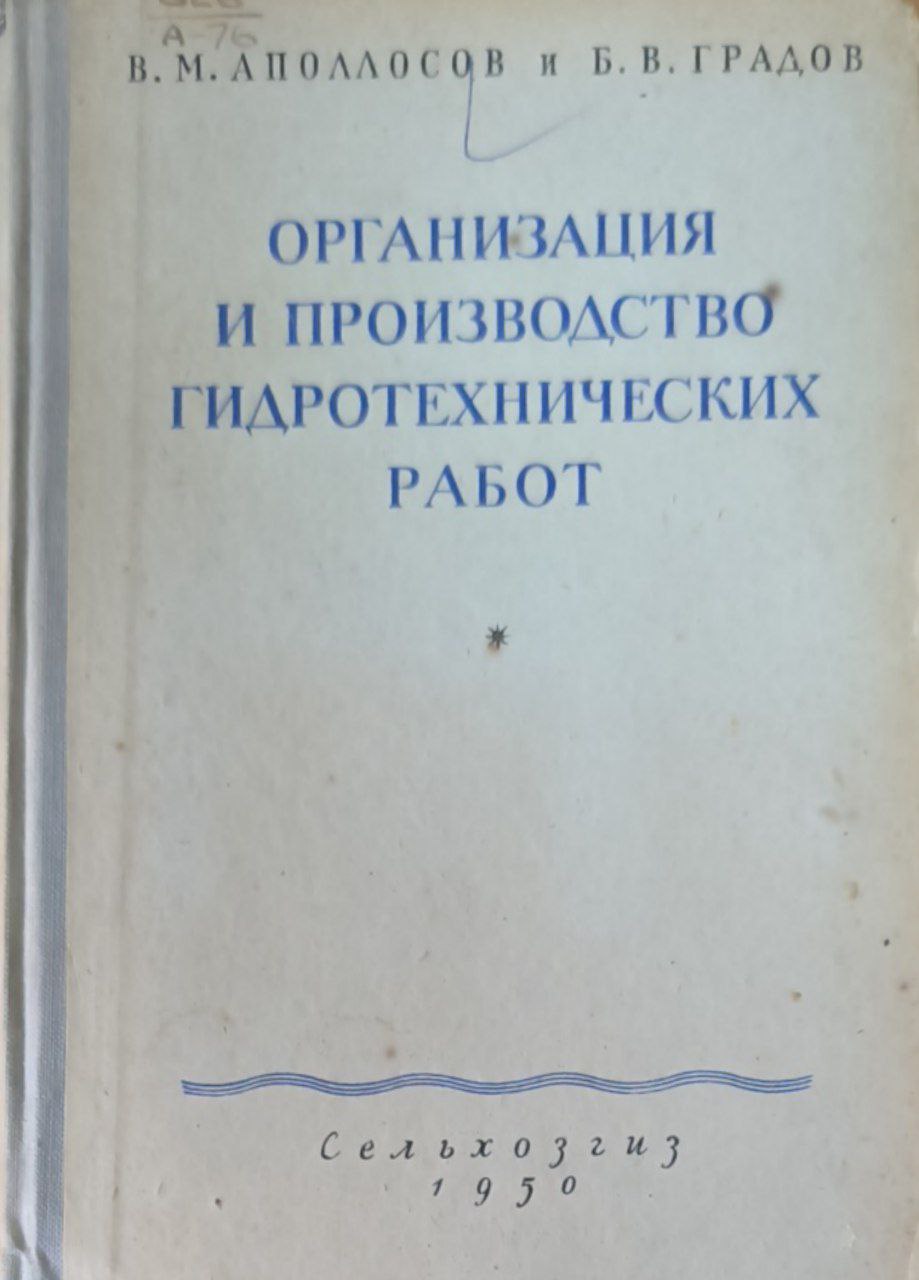 А-76
В. М. АПОЛЛОСОВ и Б. В. ГРАДОВ
ОРГАНИЗАЦИЯ
И ПРОИЗВОДСТВО
ГИДРОТЕХНИЧЕСКИХ
РАБОТ
*
Сельхозгиз
1950